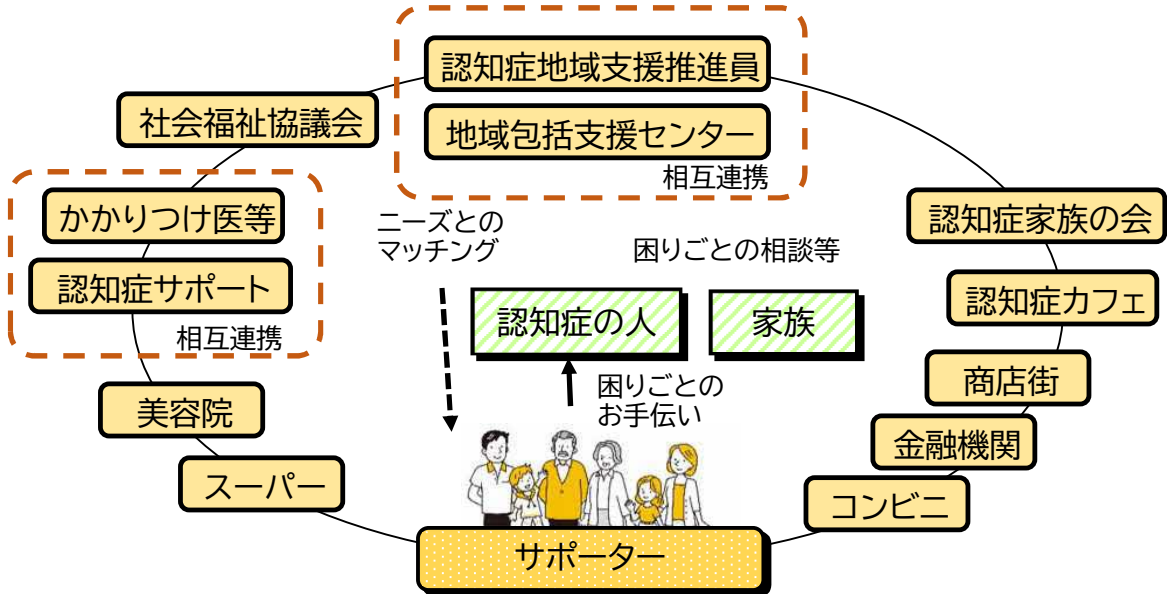 認知症地域支援推進員
地域包括支援センター
相互連携
社会福祉協議会
かかりつけ医等
認知症サポート
相互連携
美容院
スーパー
ニーズとの
マッチング
困りごとの相談等
認知症の人
家族
困りごとの
お手伝い
認知症家族の会
認知症カフェ
商店街
金融機関
コンビニ
サポーター